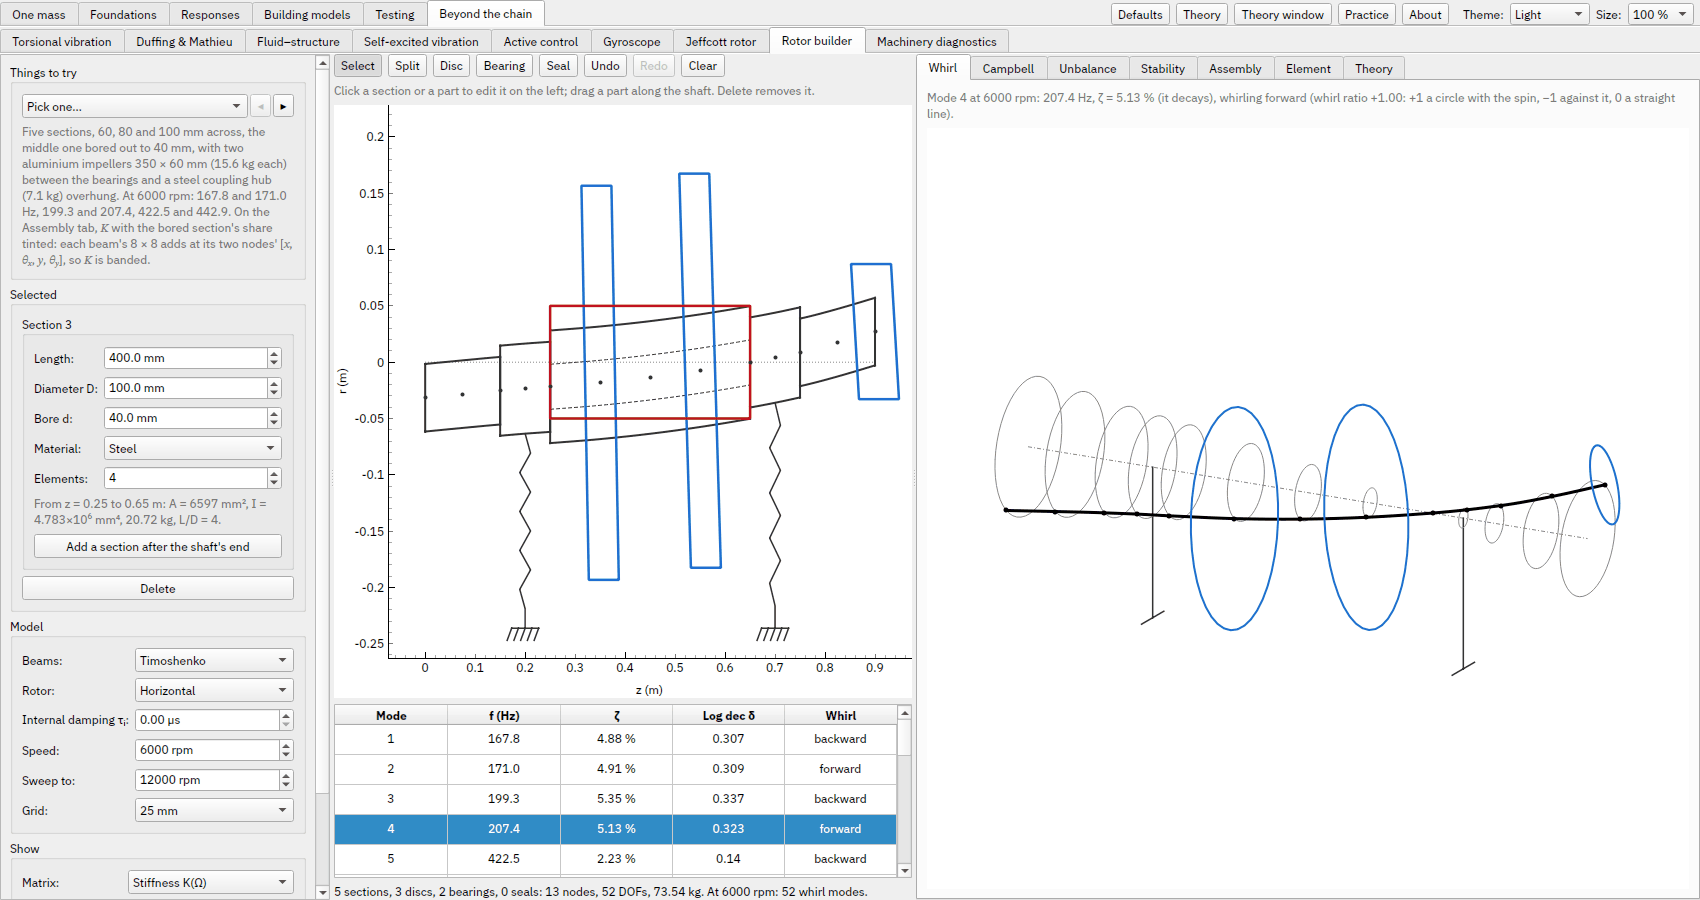 One mass Foundations Responses Building models Testing Beyond the chain Defaults Theory Theory window Practice About Theme: Light Size: 100 %
Torsional vibration Duffing & Mathieu Fluid–structure Self-excited vibration Active control Gyroscope Jeffcott rotor Rotor builder Machinery diagnostics
Things to try
Pick one...
Five sections, 60, 80 and 100 mm across, the
middle one bored out to 40 mm, with two
aluminium impellers 350 × 60 mm (15.6 kg each)
between the bearings and a steel coupling hub
(7.1 kg) overhung. At 6000 rpm: 167.8 and 171.0
Hz, 199.3 and 207.4, 422.5 and 442.9. On the
Assembly tab, K with the bored section's share
tinted: each beam's 8 × 8 adds at its two nodes' [x,
θx, y, θy], so K is banded.
Selected
Section 3
Length: 400.0 mm
Diameter D: 100.0 mm
Bore d: 40.0 mm
Material: Steel
Elements: 4
From z = 0.25 to 0.65 m: A = 6597 mm², I =
4.783×10⁶ mm⁴, 20.72 kg, L/D = 4.
Add a section after the shaft's end
Delete
Model
Beams: Timoshenko
Rotor: Horizontal
Internal damping τi: 0.00 µs
Speed: 6000 rpm
Sweep to: 12000 rpm
Grid: 25 mm
Show
Matrix: Stiffness K(Ω)
Select Split Disc Bearing Seal Undo Redo Clear
Click a section or a part to edit it on the left; drag a part along the shaft. Delete removes it.
0.2
0.15
0.1
0.05
0
-0.05
-0.1
-0.15
-0.2
-0.25
r (m)
0 0.1 0.2 0.3 0.4 0.5 0.6 0.7 0.8 0.9
z (m)
Mode f (Hz) ζ Log dec δ Whirl
1 167.8 4.88 % 0.307 backward
2 171.0 4.91 % 0.309 forward
3 199.3 5.35 % 0.337 backward
4 207.4 5.13 % 0.323 forward
5 422.5 2.23 % 0.14 backward
5 sections, 3 discs, 2 bearings, 0 seals: 13 nodes, 52 DOFs, 73.54 kg. At 6000 rpm: 52 whirl modes.
Whirl Campbell Unbalance Stability Assembly Element Theory
Mode 4 at 6000 rpm: 207.4 Hz, ζ = 5.13 % (it decays), whirling forward (whirl ratio +1.00: +1 a circle with the spin, −1 against it, 0 a straight
line).